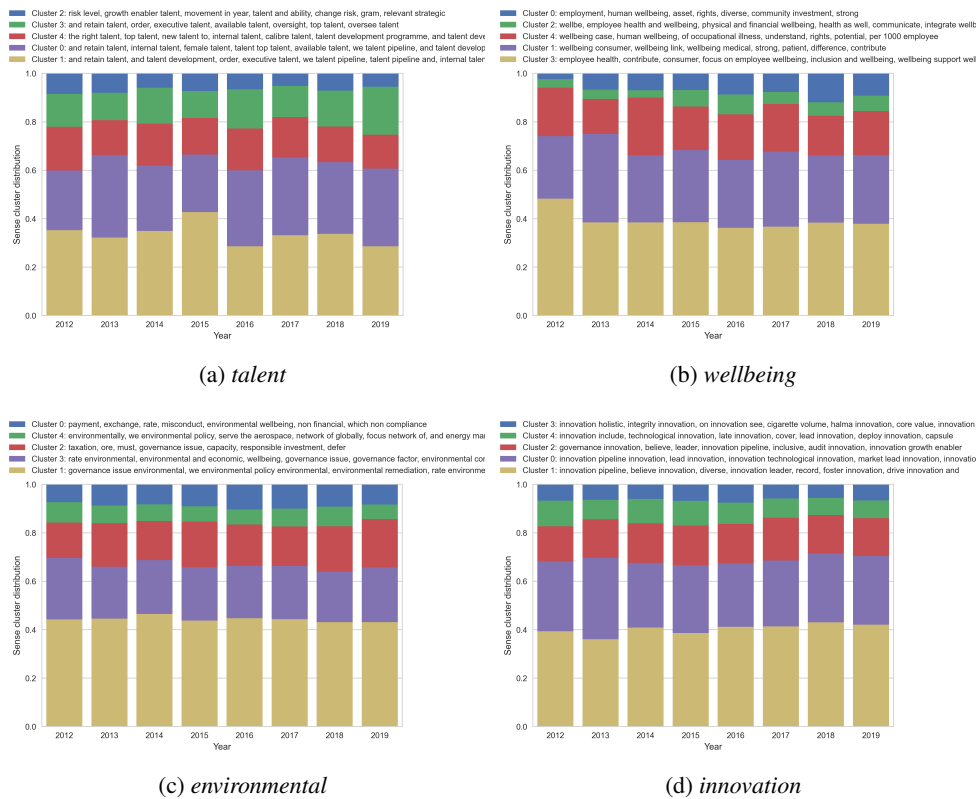 Cluster 2: risk level, growth enabler talent, movement in year, talent and ability, change risk, gram, relevant strategic
Cluster 3: and retain talent, order, executive talent, available talent, oversight, top talent, oversee talent
Cluster 4: the right talent, top talent, new talent to, internal talent, calibre talent, talent development programme, and talent deve
Cluster 0: and retain talent, internal talent, female talent, talent top talent, available talent, we talent pipeline, and talent develop
Cluster 1: and retain talent, and talent development, order, executive talent, we talent pipeline, talent pipeline and, internal taler
1.0
0.8
0.6
0.4
0.2
0.0
Sense cluster distribution
2012 2013 2014 2015 2016 2017 2018 2019
Year
(a) talent
Cluster 0: employment, human wellbeing, asset, rights, diverse, community investment, strong
Cluster 2: wellbe, employee health and wellbeing, physical and financial wellbeing, health as well, communicate, integrate wellb
Cluster 4: wellbeing case, human wellbeing, of occupational illness, understand, rights, potential, per 1000 employee
Cluster 1: wellbeing consumer, wellbeing link, wellbeing medical, strong, patient, difference, contribute
Cluster 3: employee health, contribute, consumer, focus on employee wellbeing, inclusion and wellbeing, wellbeing support wel
1.0
0.8
0.6
0.4
0.2
0.0
Sense cluster distribution
2012 2013 2014 2015 2016 2017 2018 2019
Year
(b) wellbeing
Cluster 0: payment, exchange, rate, misconduct, environmental wellbeing, non financial, which non compliance
Cluster 4: environmentally, we environmental policy, serve the aerospace, network of globally, focus network of, and energy mar
Cluster 2: taxation, ore, must, governance issue, capacity, responsible investment, defer
Cluster 3: rate environmental, environmental and economic, wellbeing, governance issue, governance factor, environmental cor
Cluster 1: governance issue environmental, we environmental policy environmental, environmental remediation, rate environme
1.0
0.8
0.6
0.4
0.2
0.0
Sense cluster distribution
2012 2013 2014 2015 2016 2017 2018 2019
Year
(c) environmental
Cluster 3: innovation holistic, integrity innovation, on innovation see, cigarette volume, halma innovation, core value, innovation
Cluster 4: innovation include, technological innovation, late innovation, cover, lead innovation, deploy innovation, capsule
Cluster 2: governance innovation, believe, leader, innovation pipeline, inclusive, audit innovation, innovation growth enabler
Cluster 0: innovation pipeline innovation, lead innovation, innovation technological innovation, market lead innovation, innovatio
Cluster 1: innovation pipeline, believe innovation, diverse, innovation leader, record, foster innovation, drive innovation and
1.0
0.8
0.6
0.4
0.2
0.0
Sense cluster distribution
2012 2013 2014 2015 2016 2017 2018 2019
Year
(d) innovation